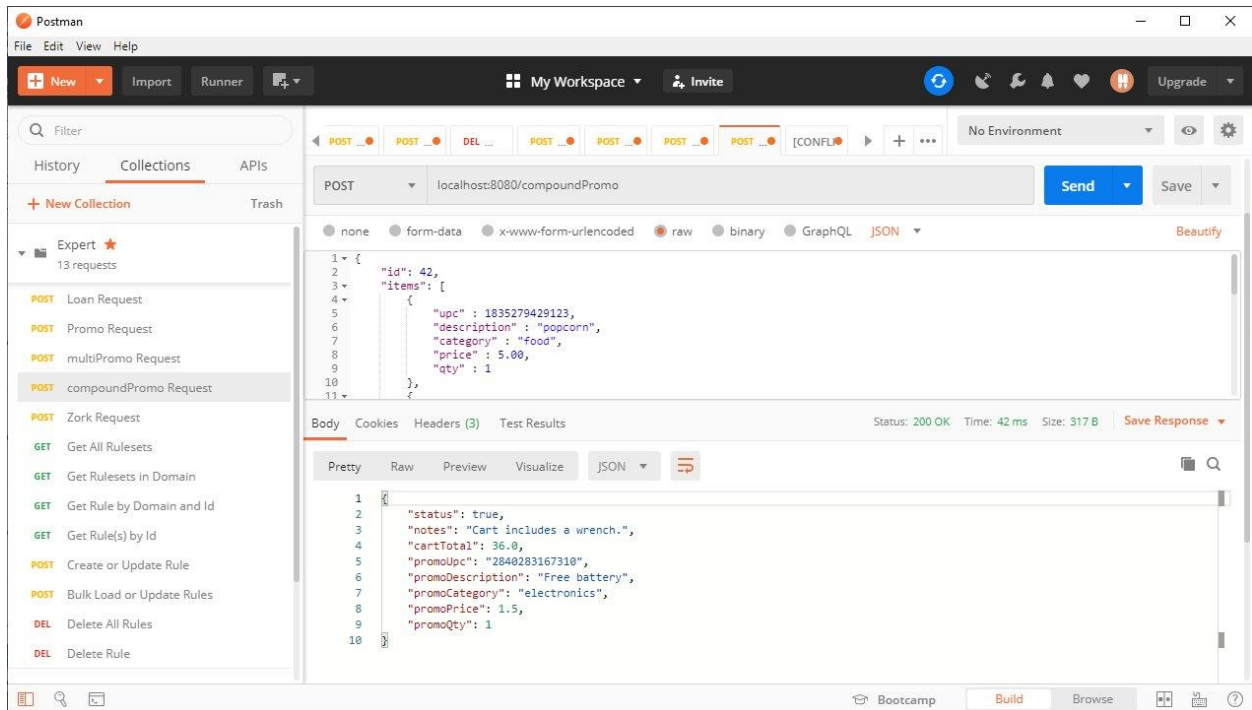 Postman
File Edit View Help
New Import Runner My Workspace Invite Upgrade
Filter
History Collections APIs
+ New Collection Trash
Expert
13 requests
POST Loan Request
POST Promo Request
POST multiPromo Request
POST compoundPromo Request
POST Zork Request
GET Get All Rulesets
GET Get Rulesets in Domain
GET Get Rule by Domain and Id
GET Get Rule(s) by Id
POST Create or Update Rule
POST Bulk Load or Update Rules
DEL Delete All Rules
DEL Delete Rule
POST ... POST ... DEL ... POST ... POST ... POST ... POST ... [CONFLI + ••• No Environment
POST localhost:8080/compoundPromo Send Save
none form-data x-www-form-urlencoded raw binary GraphQL JSON Beautify
1 {
2 "id": 42,
3 "items": [
4 {
5 "upc" : 1835279429123,
6 "description" : "popcorn",
7 "category" : "food",
8 "price" : 5.00,
9 "qty" : 1
10 },
11 {
Body Cookies Headers (3) Test Results Status: 200 OK Time: 42 ms Size: 317 B Save Response
Pretty Raw Preview Visualize JSON
1 {
2 "status": true,
3 "notes": "Cart includes a wrench.",
4 "cartTotal": 36.0,
5 "promoUpc": "2840283167310",
6 "promoDescription": "Free battery",
7 "promoCategory": "electronics",
8 "promoPrice": 1.5,
9 "promoQty": 1
10 }
Bootcamp Build Browse